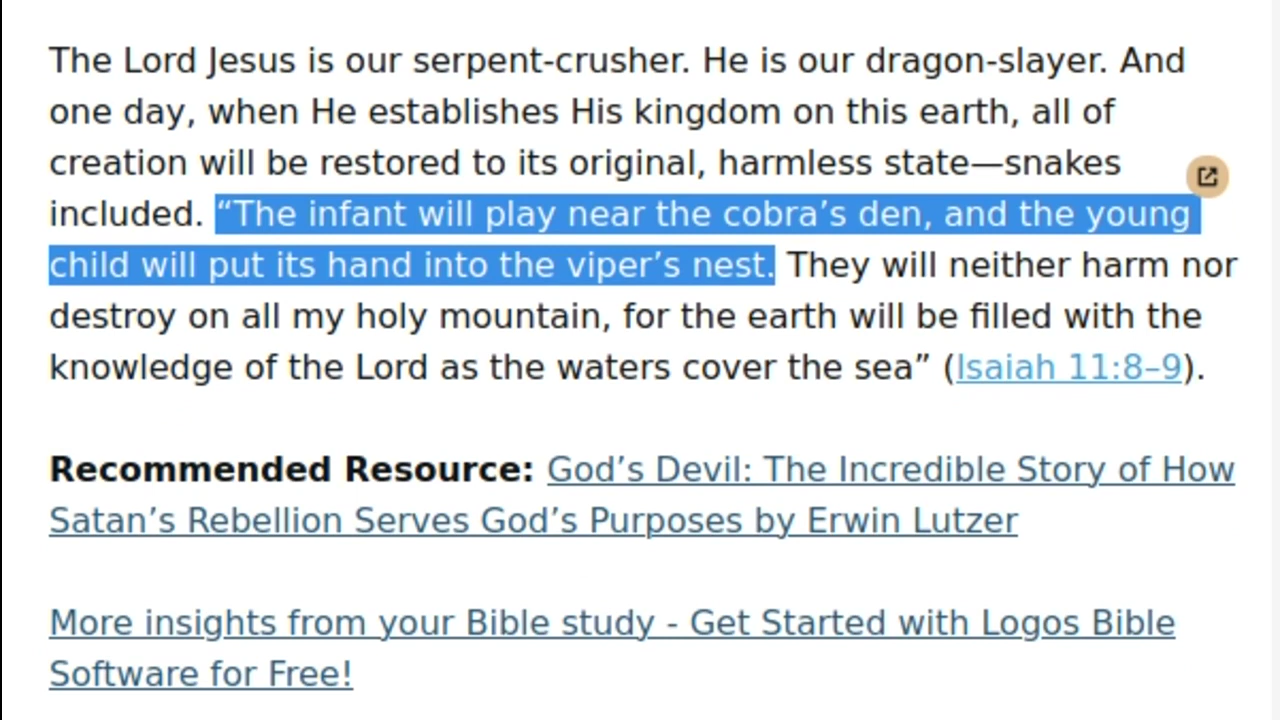 The Lord Jesus is our serpent-crusher. He is our dragon-slayer. And
one day, when He establishes His kingdom on this earth, all of
creation will be restored to its original, harmless state—snakes
included. “The infant will play near the cobra’s den, and the young
child will put its hand into the viper’s nest. They will neither harm nor
destroy on all my holy mountain, for the earth will be filled with the
knowledge of the Lord as the waters cover the sea” (Isaiah 11:8–9).
Recommended Resource: God’s Devil: The Incredible Story of How
Satan’s Rebellion Serves God’s Purposes by Erwin Lutzer
More insights from your Bible study - Get Started with Logos Bible
Software for Free!